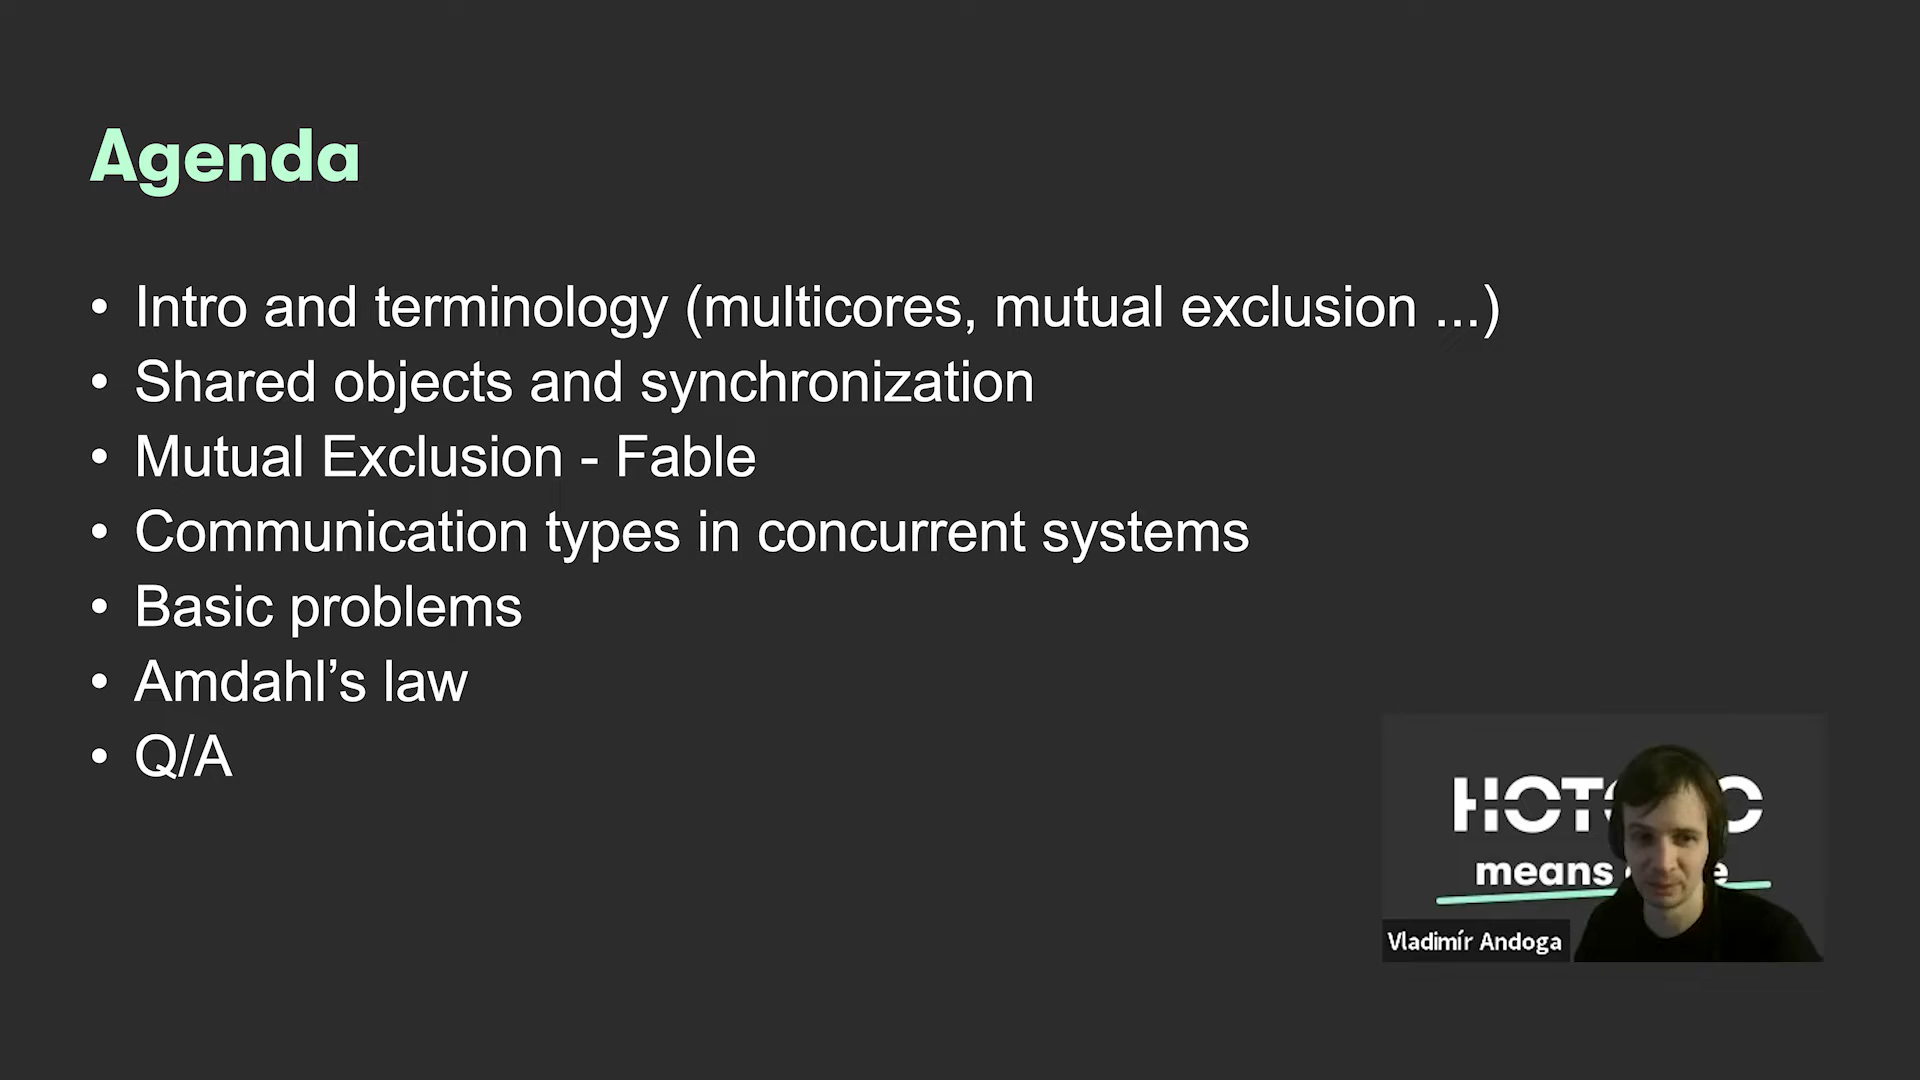 Agenda
• Intro and terminology (multicores, mutual exclusion ...)
• Shared objects and synchronization
• Mutual Exclusion - Fable
• Communication types in concurrent systems
• Basic problems
• Amdahl’s law
• Q/A
means
Vladimír Andoga